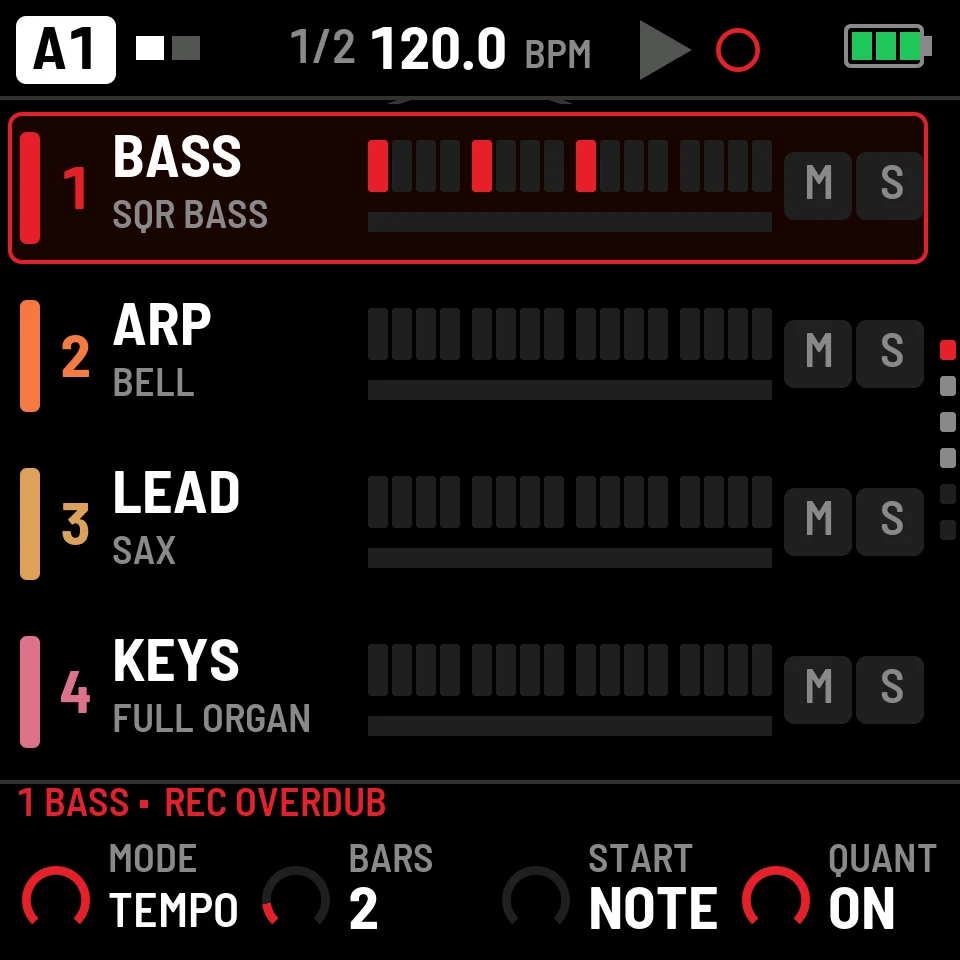 A1 1/2 120.0 BPM
1 BASS M S
SQR BASS
2 ARP M S
BELL
3 LEAD M S
SAX
4 KEYS M S
FULL ORGAN
1 BASS ▪ REC OVERDUB
MODE BARS START QUANT
TEMPO 2 NOTE ON